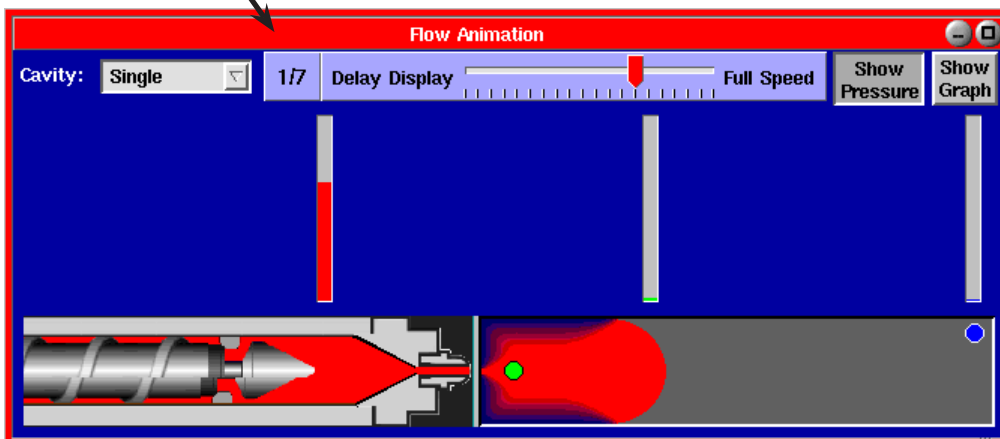 Flow Animation
Cavity: Single 1/7 Delay Display Full Speed Show Pressure Show Graph